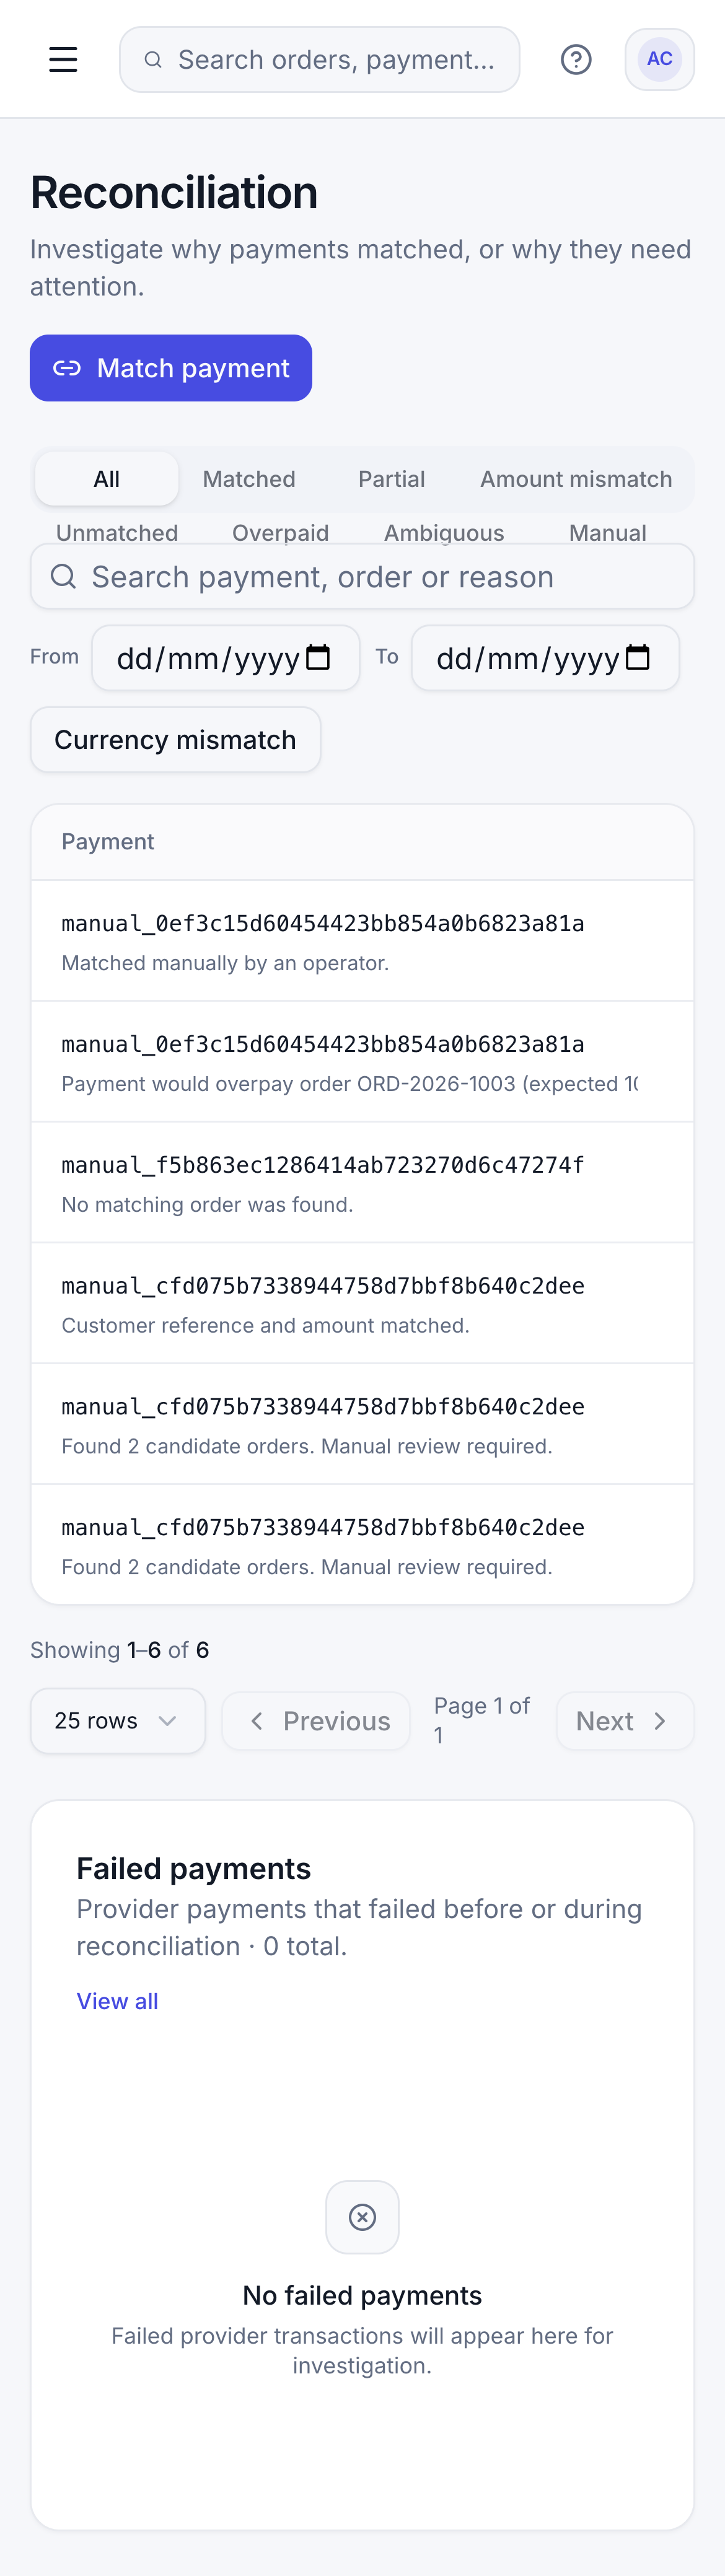 Search orders, payment...
AC
Reconciliation
Investigate why payments matched, or why they need
attention.
Match payment
All Matched Partial Amount mismatch
Unmatched Overpaid Ambiguous Manual
Search payment, order or reason
From dd/mm/yyyy To dd/mm/yyyy
Currency mismatch
Payment
manual_0ef3c15d60454423bb854a0b6823a81a
Matched manually by an operator.
manual_0ef3c15d60454423bb854a0b6823a81a
Payment would overpay order ORD-2026-1003 (expected 10
manual_f5b863ec1286414ab723270d6c47274f
No matching order was found.
manual_cfd075b7338944758d7bbf8b640c2dee
Customer reference and amount matched.
manual_cfd075b7338944758d7bbf8b640c2dee
Found 2 candidate orders. Manual review required.
manual_cfd075b7338944758d7bbf8b640c2dee
Found 2 candidate orders. Manual review required.
Showing 1–6 of 6
25 rows Previous Page 1 of
1 Next
Failed payments
Provider payments that failed before or during
reconciliation · 0 total.
View all
No failed payments
Failed provider transactions will appear here for
investigation.